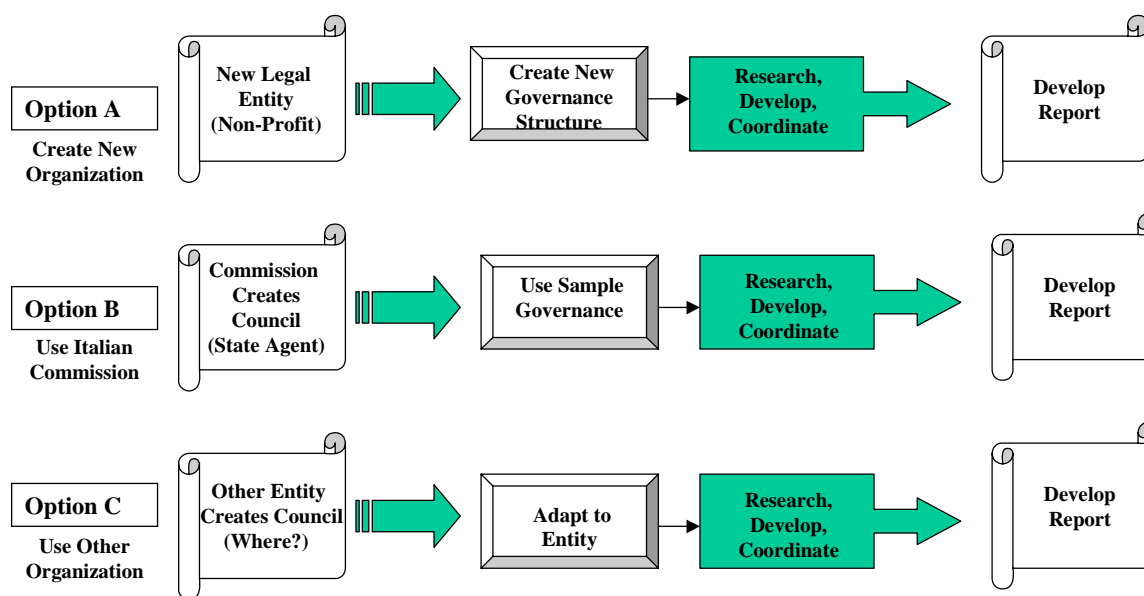 Option A
Create New
Organization
New Legal
Entity
(Non-Profit)
Create New
Governance
Structure
Research,
Develop,
Coordinate
Develop
Report
Option B
Use Italian
Commission
Commission
Creates
Council
(State Agent)
Use Sample
Governance
Research,
Develop,
Coordinate
Develop
Report
Option C
Use Other
Organization
Other Entity
Creates Council
(Where?)
Adapt to
Entity
Research,
Develop,
Coordinate
Develop
Report